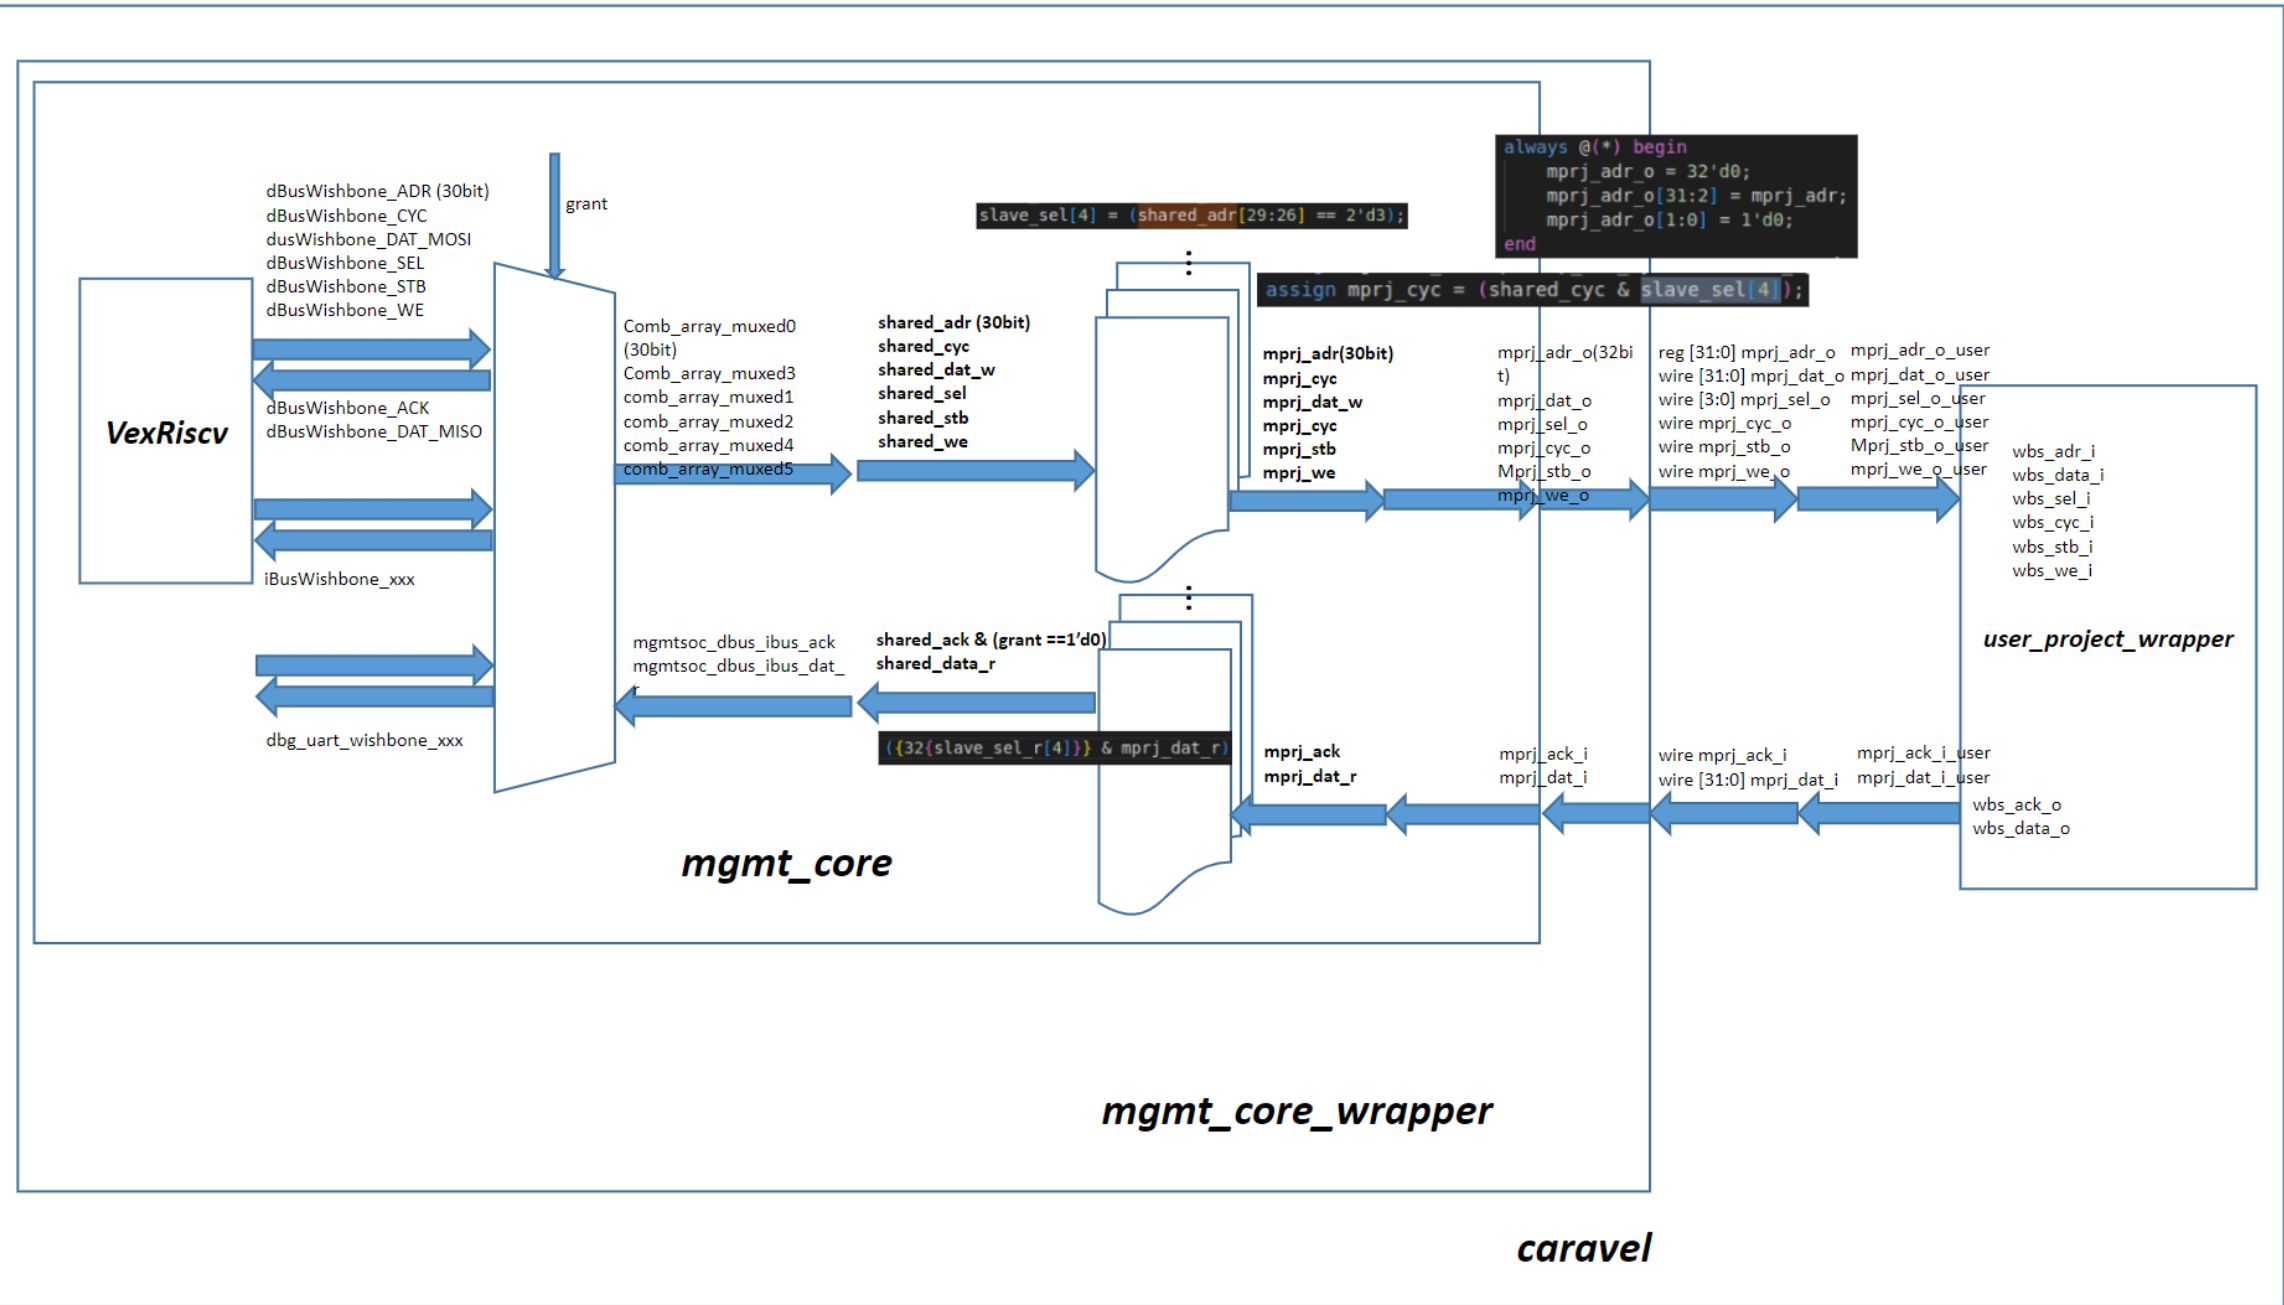 always @(*) begin
mprj_adr_o = 32'd0;
mprj_adr_o[31:2] = mprj_adr;
mprj_adr_o[1:0] = 1'd0;
end
dBusWishbone_ADR (30bit)
dBusWishbone_CYC
dusWishbone_DAT_MOSI
dBusWishbone_SEL
dBusWishbone_STB
dBusWishbone_WE
grant
slave_sel[4] = (shared_adr[29:26] == 2'd3);
assign mprj_cyc = (shared_cyc & slave_sel[4]);
dBusWishbone_ACK
dBusWishbone_DAT_MISO
VexRiscv
iBusWishbone_xxx
dbg_uart_wishbone_xxx
Comb_array_muxed0
(30bit)
Comb_array_muxed3
comb_array_muxed1
comb_array_muxed2
comb_array_muxed4
comb_array_muxed5
shared_adr (30bit)
shared_cyc
shared_dat_w
shared_sel
shared_stb
shared_we
⋮
mprj_adr(30bit)
mprj_cyc
mprj_dat_w
mprj_cyc
mprj_stb
mprj_we
mprj_adr_o(32bi
t)
mprj_dat_o
mprj_sel_o
mprj_cyc_o
Mprj_stb_o
mprj_we_o
reg [31:0] mprj_adr_o
wire [31:0] mprj_dat_o
wire [3:0] mprj_sel_o
wire mprj_cyc_o
wire mprj_stb_o
wire mprj_we_o
mprj_adr_o_user
mprj_dat_o_user
mprj_sel_o_user
mprj_cyc_o_user
Mprj_stb_o_user
mprj_we_o_user
wbs_adr_i
wbs_data_i
wbs_sel_i
wbs_cyc_i
wbs_stb_i
wbs_we_i
user_project_wrapper
mgmtsoc_dbus_ibus_ack
mgmtsoc_dbus_ibus_dat_
r
shared_ack & (grant ==1'd0)
shared_data_r
⋮
({32{slave_sel_r[4]}} & mprj_dat_r)
mprj_ack
mprj_dat_r
mprj_ack_i
mprj_dat_i
wire mprj_ack_i
wire [31:0] mprj_dat_i
mprj_ack_i_user
mprj_dat_i_user
wbs_ack_o
wbs_data_o
mgmt_core
mgmt_core_wrapper
caravel